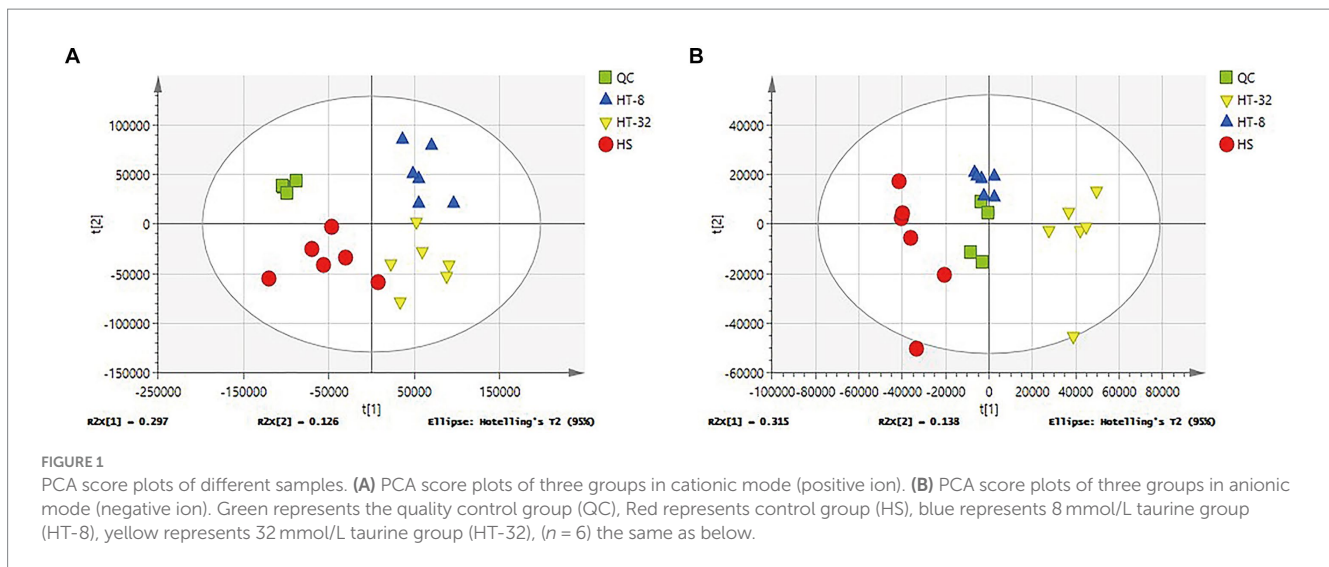 A
QC
HT-8
HT-32
HS
100000
50000
0
-50000
-100000
-150000
t[2]
-250000
-150000
-50000
50000
150000
t[1]
R2X[1] = 0.297
R2X[2] = 0.126
Ellipse: Hotelling's T2 (95%)
B
QC
HT-32
HT-8
HS
40000
20000
0
-20000
-40000
-60000
t[2]
-100000
-80000
-60000
-40000
-20000
0
20000
40000
60000
80000
t[1]
R2X[1] = 0.315
R2X[2] = 0.138
Ellipse: Hotelling's T2 (95%)
FIGURE 1
PCA score plots of different samples. (A) PCA score plots of three groups in cationic mode (positive ion). (B) PCA score plots of three groups in anionic
mode (negative ion). Green represents the quality control group (QC), Red represents control group (HS), blue represents 8 mmol/L taurine group
(HT-8), yellow represents 32 mmol/L taurine group (HT-32), (n = 6) the same as below.